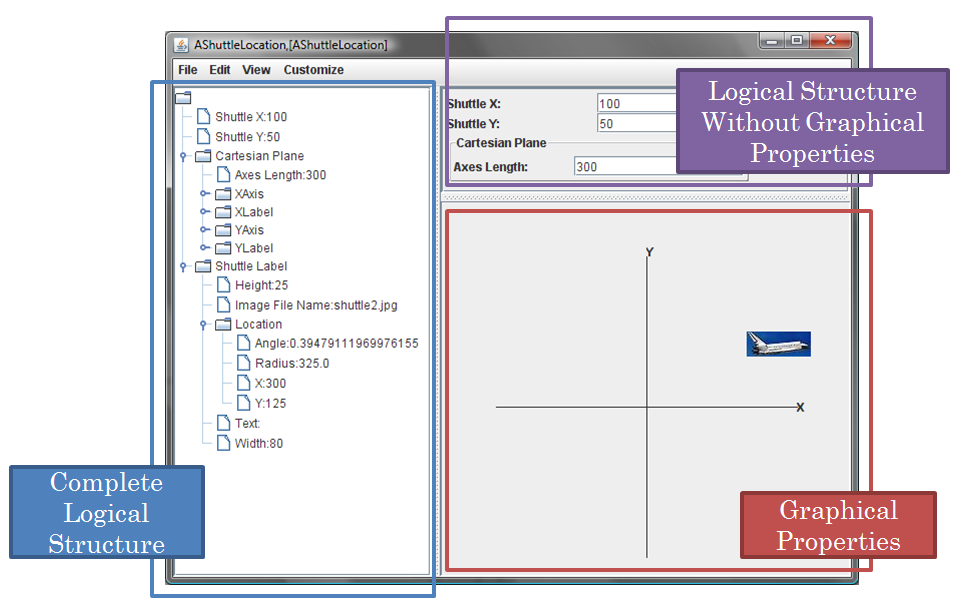 AShuttleLocation,[AShuttleLocation]
File Edit View Customize
Shuttle X:100
Shuttle Y:50
Cartesian Plane
Axes Length:300
XAxis
XLabel
YAxis
YLabel
Shuttle Label
Height:25
Image File Name:shuttle2.jpg
Location
Angle:0.39479111969976155
Radius:325.0
X:300
Y:125
Text:
Width:80
Complete
Logical
Structure
Shuttle X: 100
Shuttle Y: 50
Cartesian Plane
Axes Length: 300
Logical Structure
Without Graphical
Properties
Y
X
Graphical
Properties